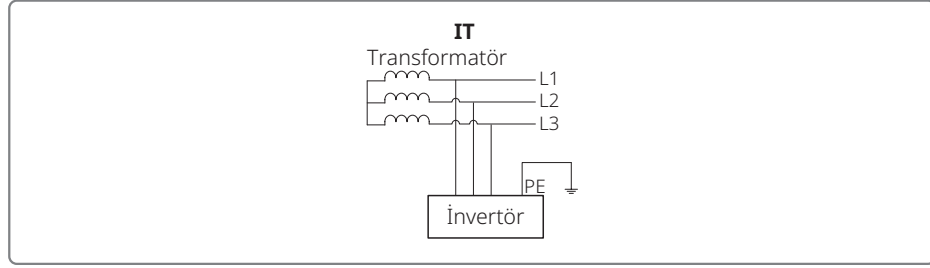 IT
Transformatör
L1
L2
L3
PE
İnvertör